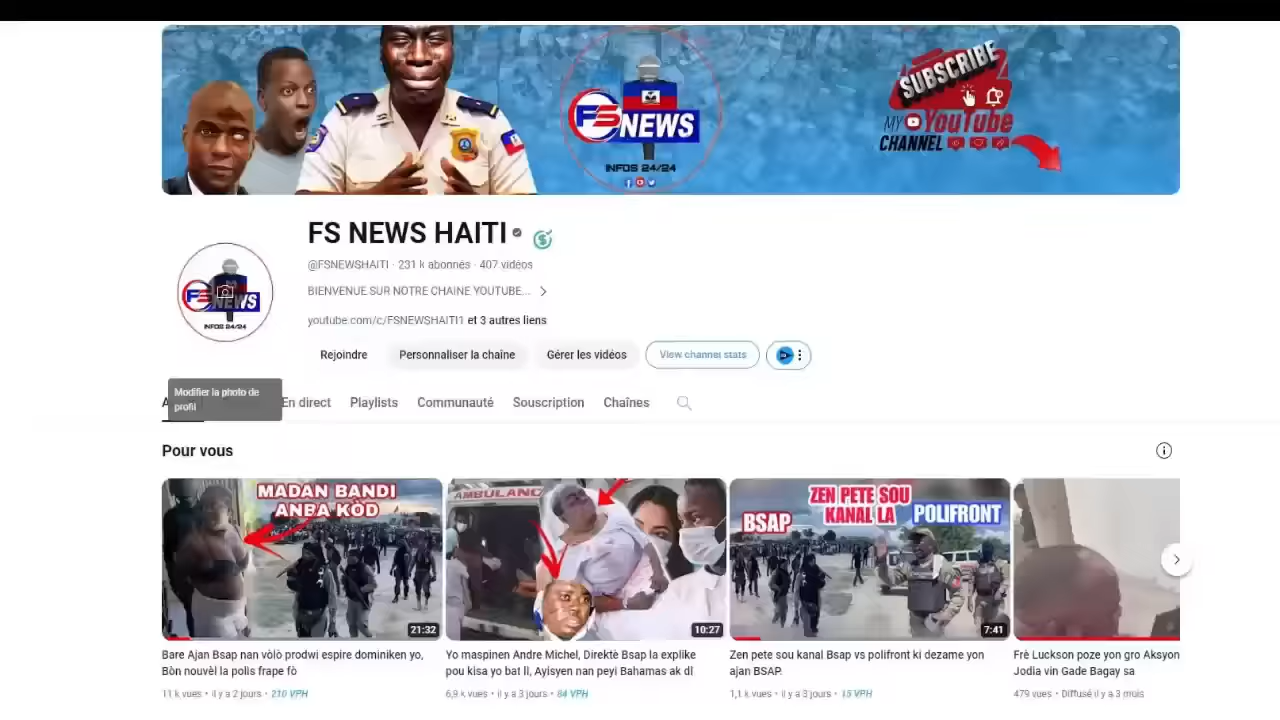 SUBSCRIBE
MY YouTube
CHANNEL
FS NEWS
INFOS 24/24
FS NEWS HAITI
@FSNEWSHAITI · 231 k abonnés · 407 vidéos
BIENVENUE SUR NOTRE CHAINE YOUTUBE...
FS NEWS
INFOS 24/24
youtube.com/c/FSNEWSHAITI1 et 3 autres liens
Rejoindre Personnaliser la chaîne Gérer les vidéos View channel stats
Modifier la photo de
profil
En direct Playlists Communauté Souscription Chaînes
Pour vous
MADAN BANDI
ANBA KÒD
21:32
AMBULANC
10:27
ZEN PETE SOU
KANAL LA
BSAP
POLIFRONT
7:41
Bare Ajan Bsap nan vòlò prodwi espire dominiken yo,
Bòn nouvèl la polis frape fò
11 k vues · il y a 2 jours · 210 VPH
Yo maspinen Andre Michel, Direktè Bsap la eksplike
pou kisa yo bat li, Ayisyen nan peyi Bahamas ak dl
6,9 k vues · il y a 3 jours · 84 VPH
Zen pete sou kanal Bsap vs polifront ki dezame yon
ajan BSAP.
1,1 k vues · il y a 3 jours · 15 VPH
Frè Luckson poze yon gro Aksyon
Jodia vin Gade Bagay sa
479 vues · Diffusé il y a 3 mois